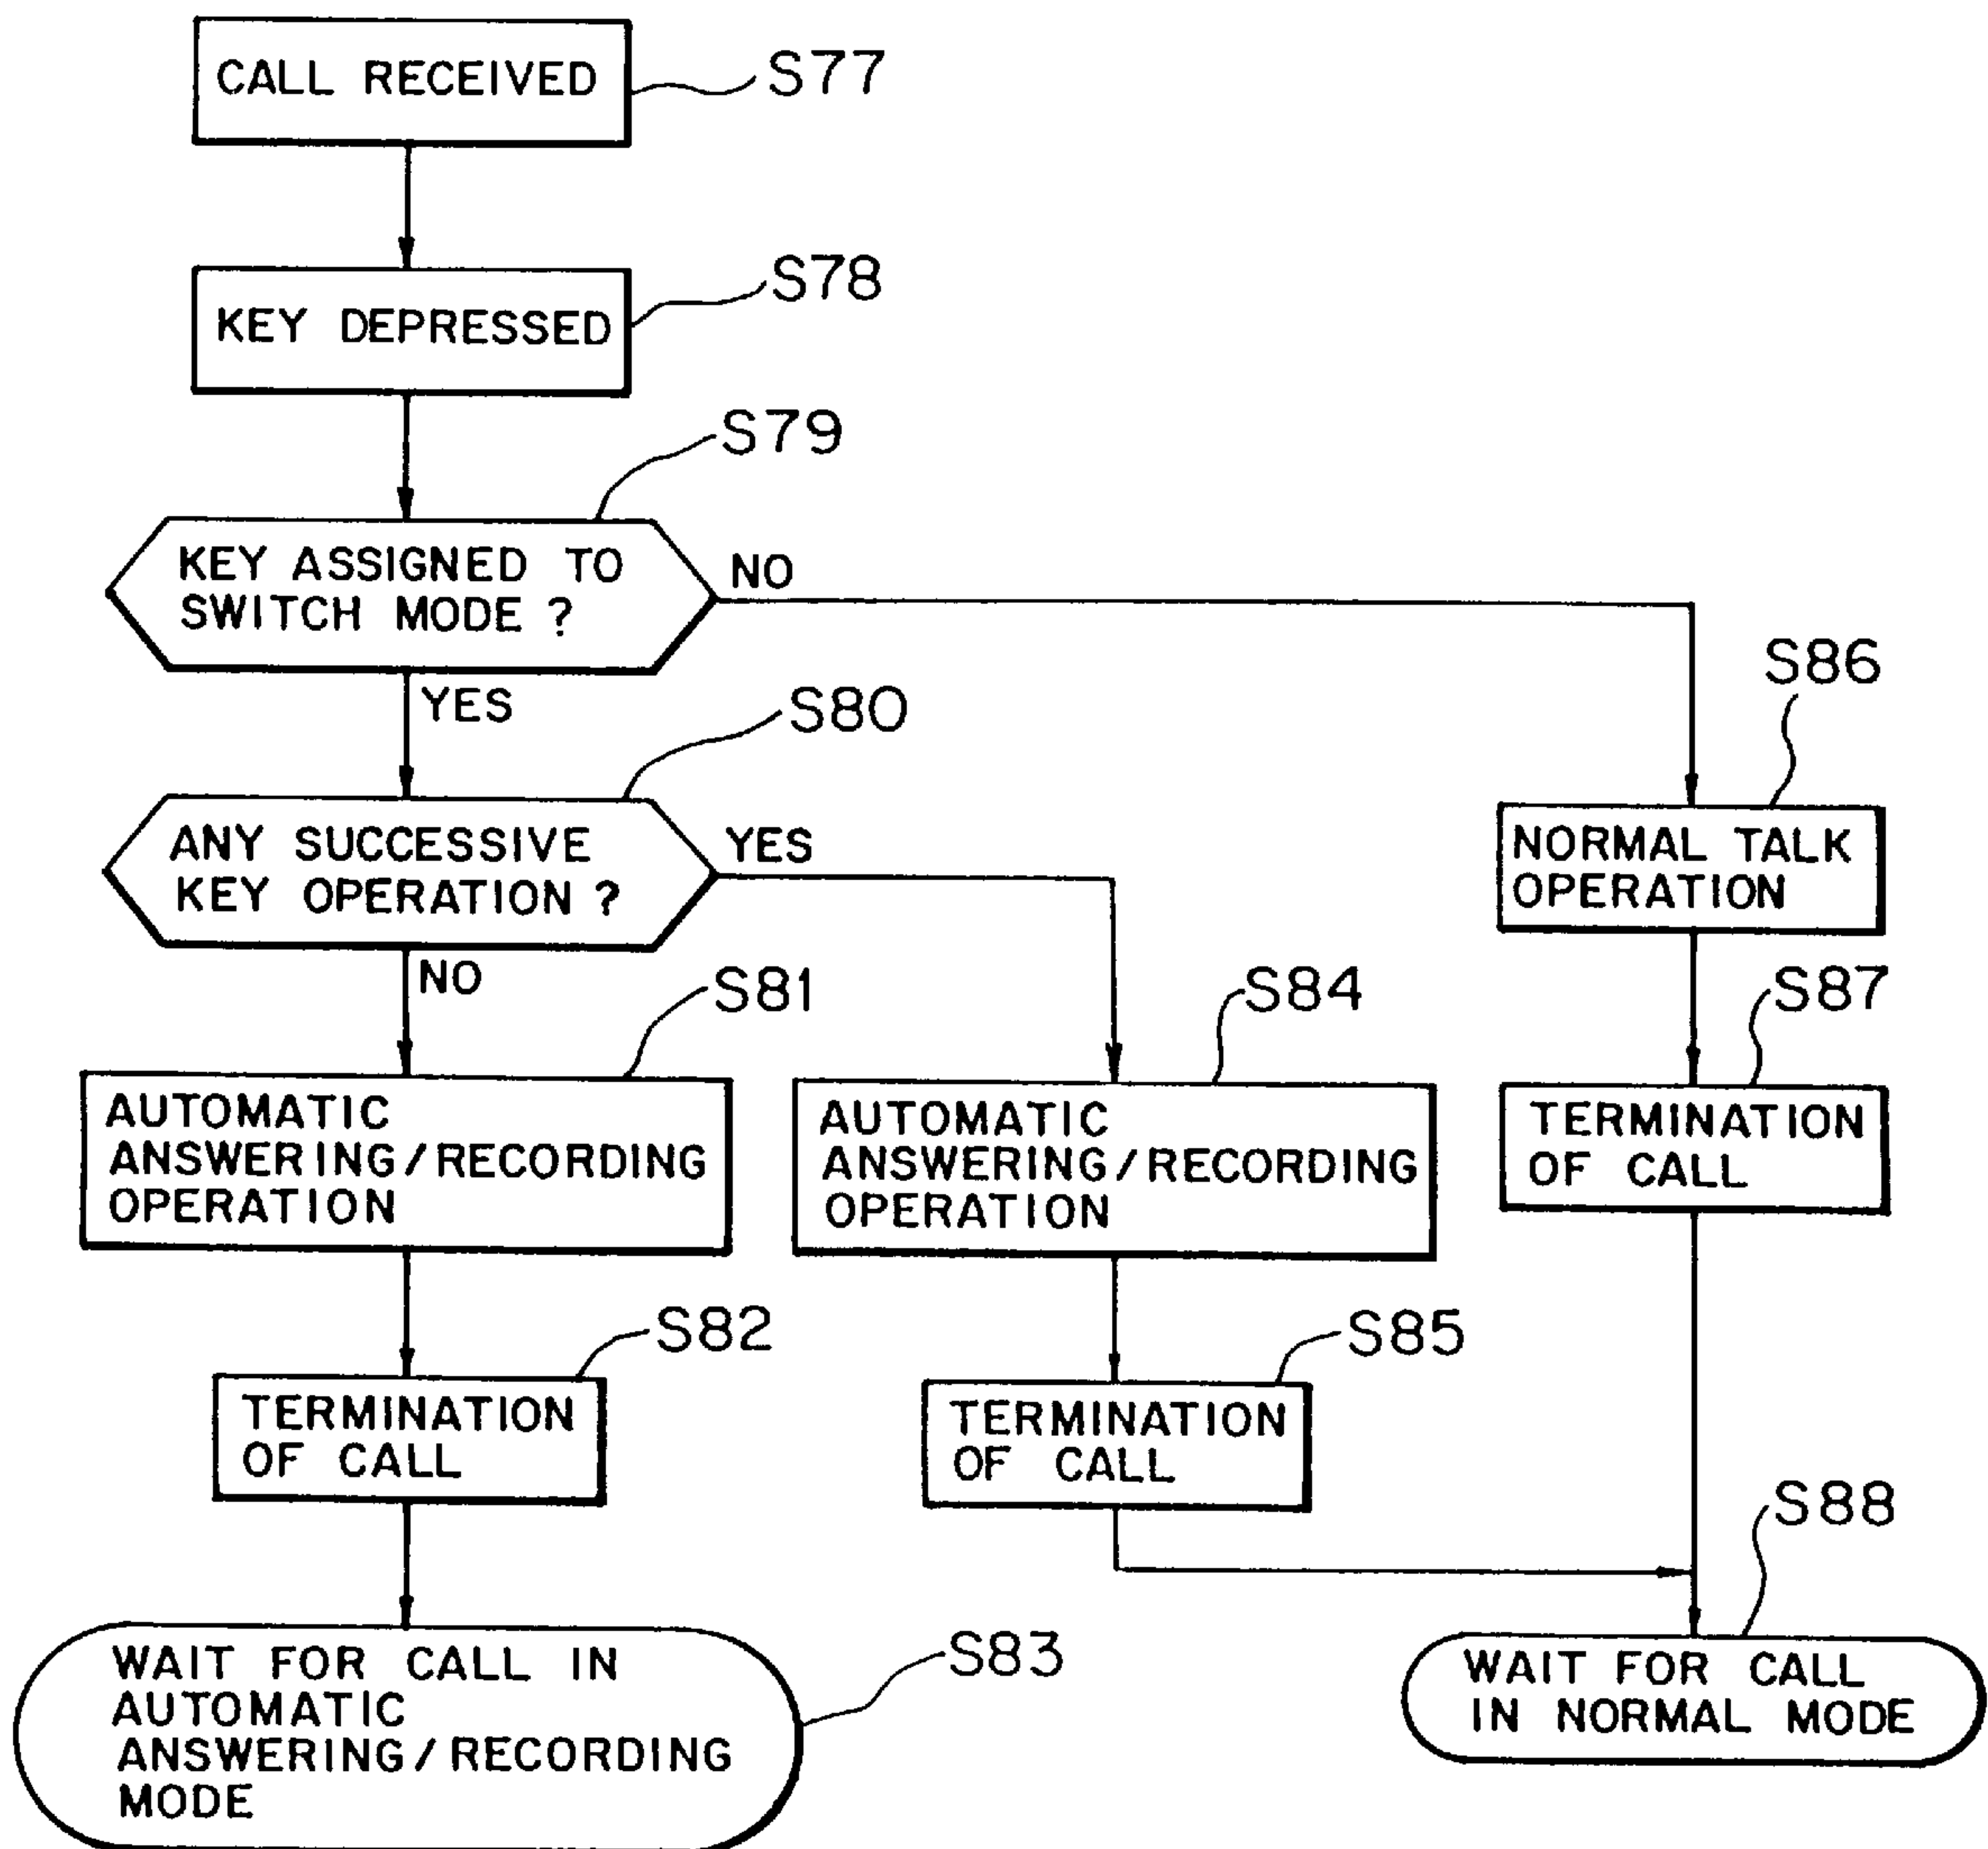 CALL RECEIVED
S77
KEY DEPRESSED
S78
S79
KEY ASSIGNED TO
SWITCH MODE ?
NO
YES
S80
S86
ANY SUCCESSIVE
KEY OPERATION ?
YES
NO
NORMAL TALK
OPERATION
S81
S84
S87
AUTOMATIC
ANSWERING/RECORDING
OPERATION
AUTOMATIC
ANSWERING/RECORDING
OPERATION
TERMINATION
OF CALL
S82
S85
TERMINATION
OF CALL
TERMINATION
OF CALL
S88
WAIT FOR CALL IN
AUTOMATIC
ANSWERING/RECORDING
MODE
S83
WAIT FOR CALL
IN NORMAL MODE